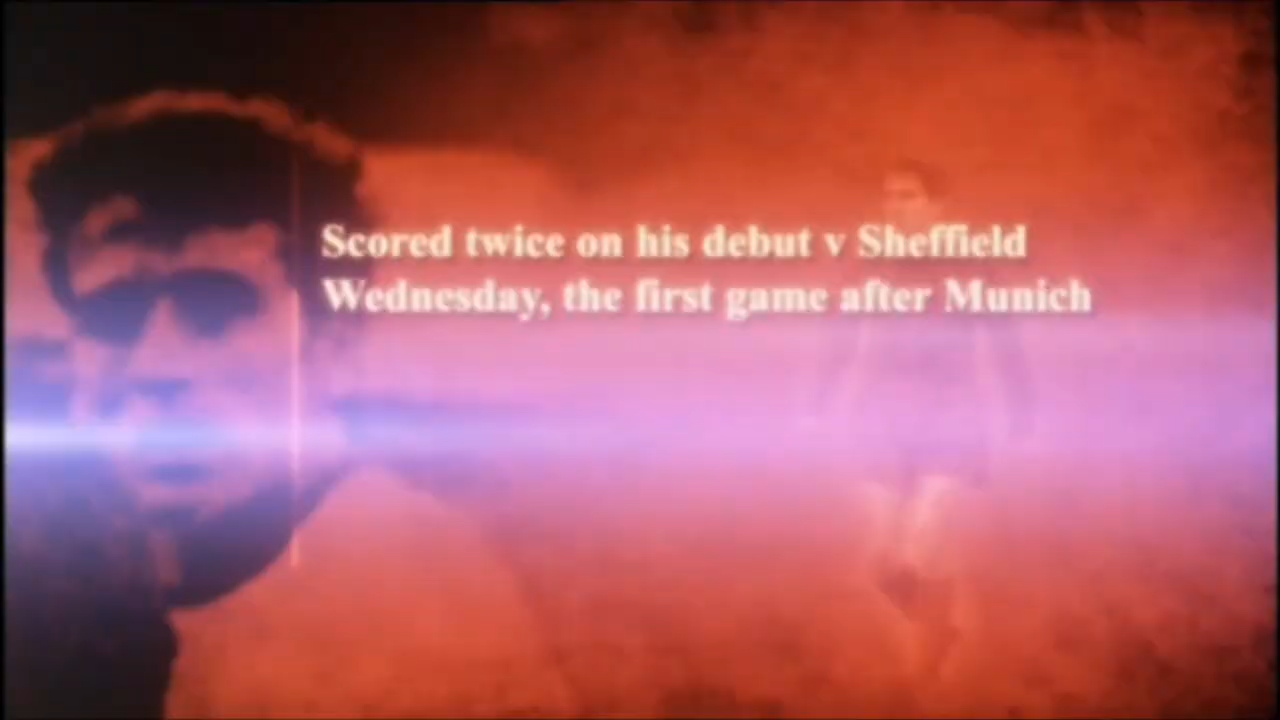 Scored twice on his debut v Sheffield
Wednesday, the first game after Munich